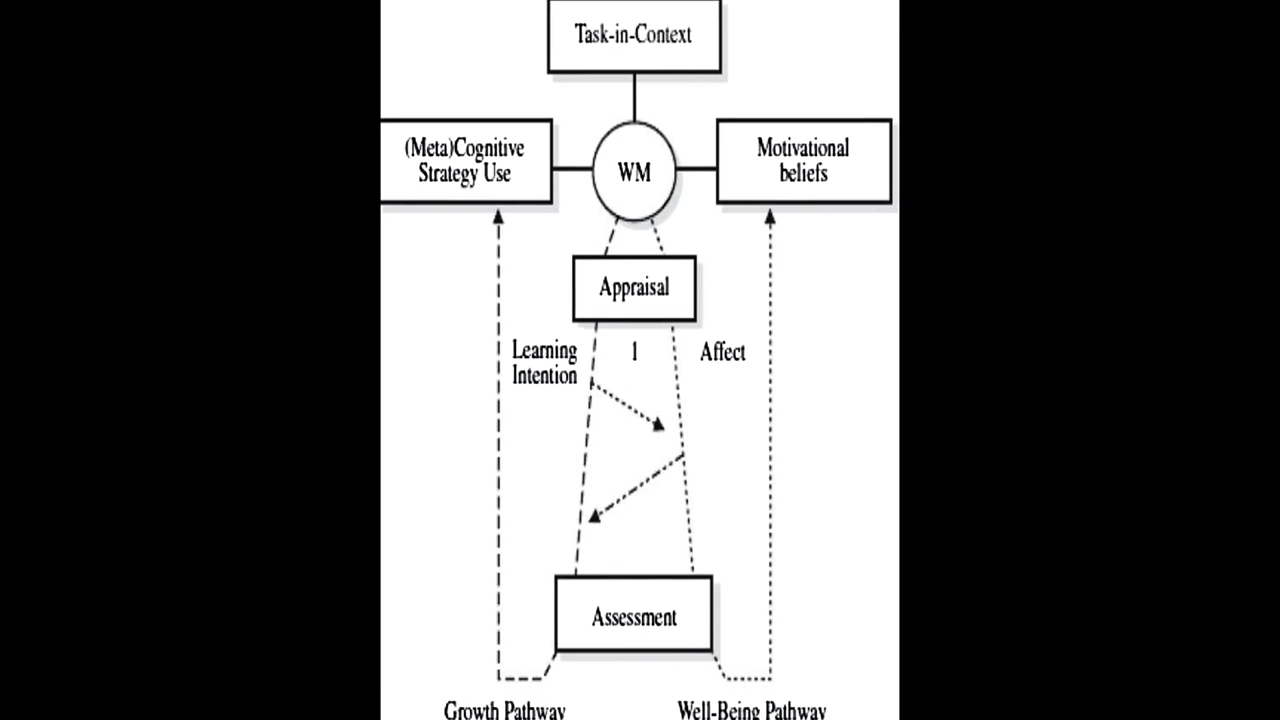 Task-in-Context
(Meta)Cognitive
Strategy Use
WM
Motivational
beliefs
Appraisal
Learning
Intention
1
Affect
Assessment
Growth Pathway
Well-Being Pathway